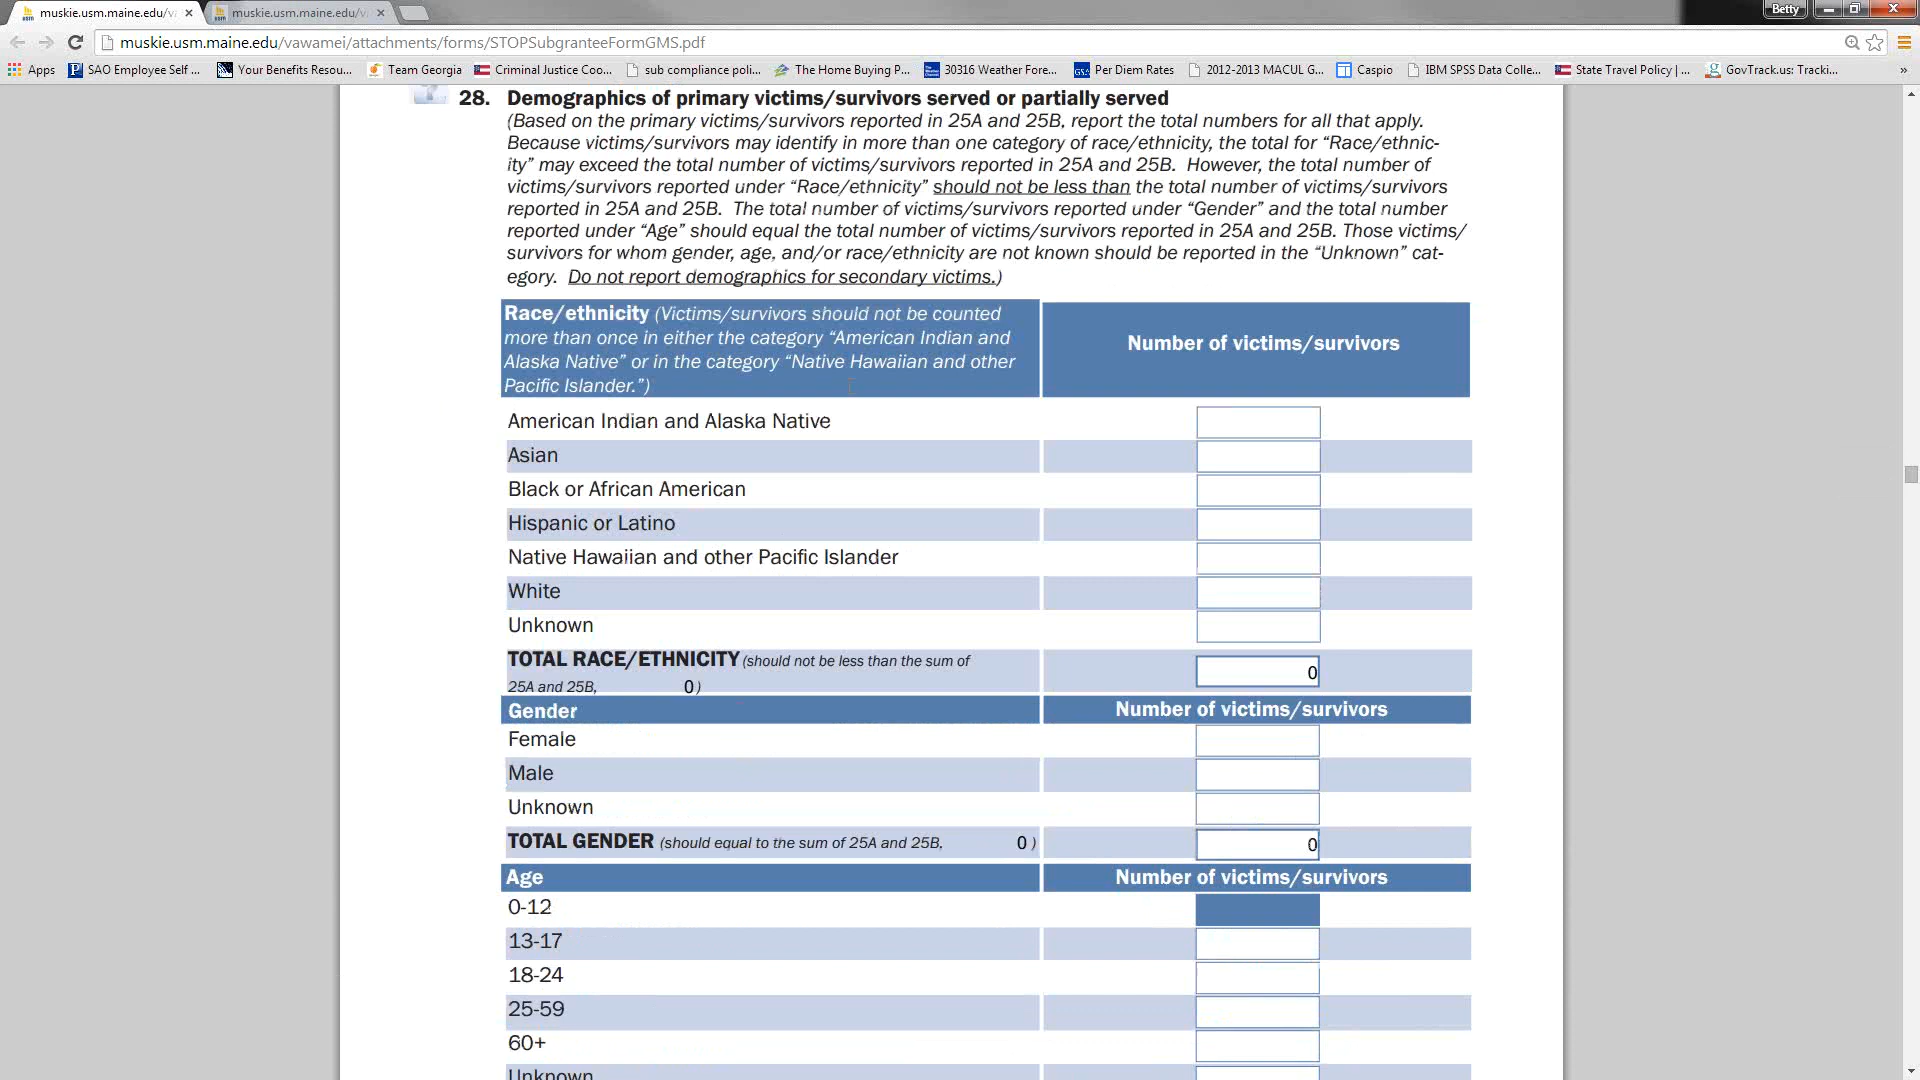 muskie.usm.maine.edu/va
muskie.usm.maine.edu/v
Betty
muskie.usm.maine.edu/vawamei/attachments/forms/STOPSubgranteeFormGMS.pdf
Apps SAO Employee Self ... Your Benefits Resou... Team Georgia Criminal Justice Coo... sub compliance poli... The Home Buying P... 30316 Weather Fore... Per Diem Rates 2012-2013 MACUL G... Caspio IBM SPSS Data Colle... State Travel Policy | ... GovTrack.us: Tracki... »
28. Demographics of primary victims/survivors served or partially served
(Based on the primary victims/survivors reported in 25A and 25B, report the total numbers for all that apply.
Because victims/survivors may identify in more than one category of race/ethnicity, the total for “Race/ethnic-
ity” may exceed the total number of victims/survivors reported in 25A and 25B. However, the total number of
victims/survivors reported under “Race/ethnicity” should not be less than the total number of victims/survivors
reported in 25A and 25B. The total number of victims/survivors reported under “Gender” and the total number
reported under “Age” should equal the total number of victims/survivors reported in 25A and 25B. Those victims/
survivors for whom gender, age, and/or race/ethnicity are not known should be reported in the “Unknown” cat-
egory. Do not report demographics for secondary victims.)
Race/ethnicity (Victims/survivors should not be counted
more than once in either the category “American Indian and
Alaska Native” or in the category “Native Hawaiian and other
Pacific Islander.”)
Number of victims/survivors
American Indian and Alaska Native
Asian
Black or African American
Hispanic or Latino
Native Hawaiian and other Pacific Islander
White
Unknown
TOTAL RACE/ETHNICITY (should not be less than the sum of
25A and 25B, 0 )
0
Gender Number of victims/survivors
Female
Male
Unknown
TOTAL GENDER (should equal to the sum of 25A and 25B, 0 ) 0
Age Number of victims/survivors
0-12
13-17
18-24
25-59
60+
Unknown